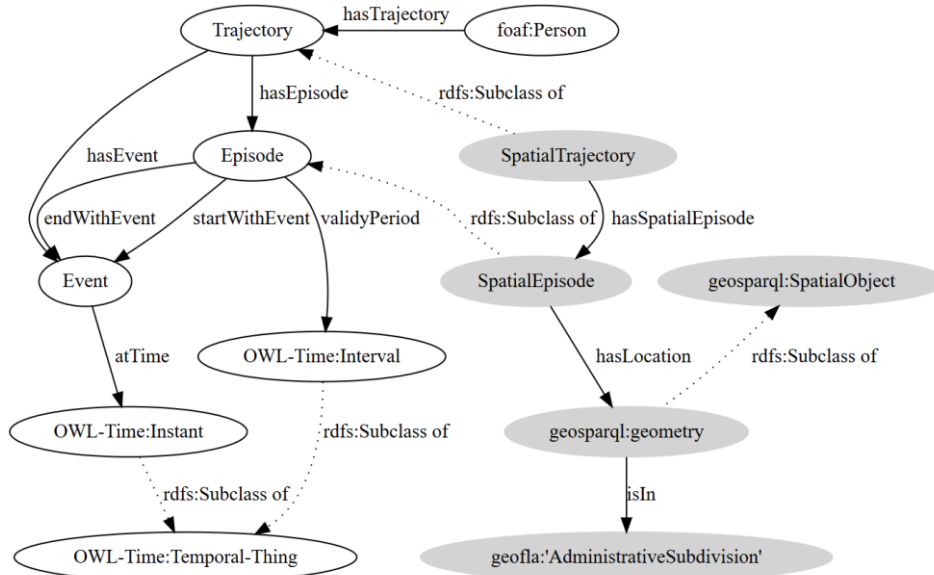 hasTrajectory
Trajectory
foaf:Person
rdfs:Subclass of
hasEpisode
hasEvent
Episode
SpatialTrajectory
endWithEvent
startWithEvent
validyPeriod
rdfs:Subclass of
hasSpatialEpisode
Event
SpatialEpisode
geosparql:SpatialObject
atTime
OWL-Time:Interval
hasLocation
rdfs:Subclass of
OWL-Time:Instant
rdfs:Subclass of
geosparql:geometry
rdfs:Subclass of
isIn
OWL-Time:Temporal-Thing
geofla:'AdministrativeSubdivision'